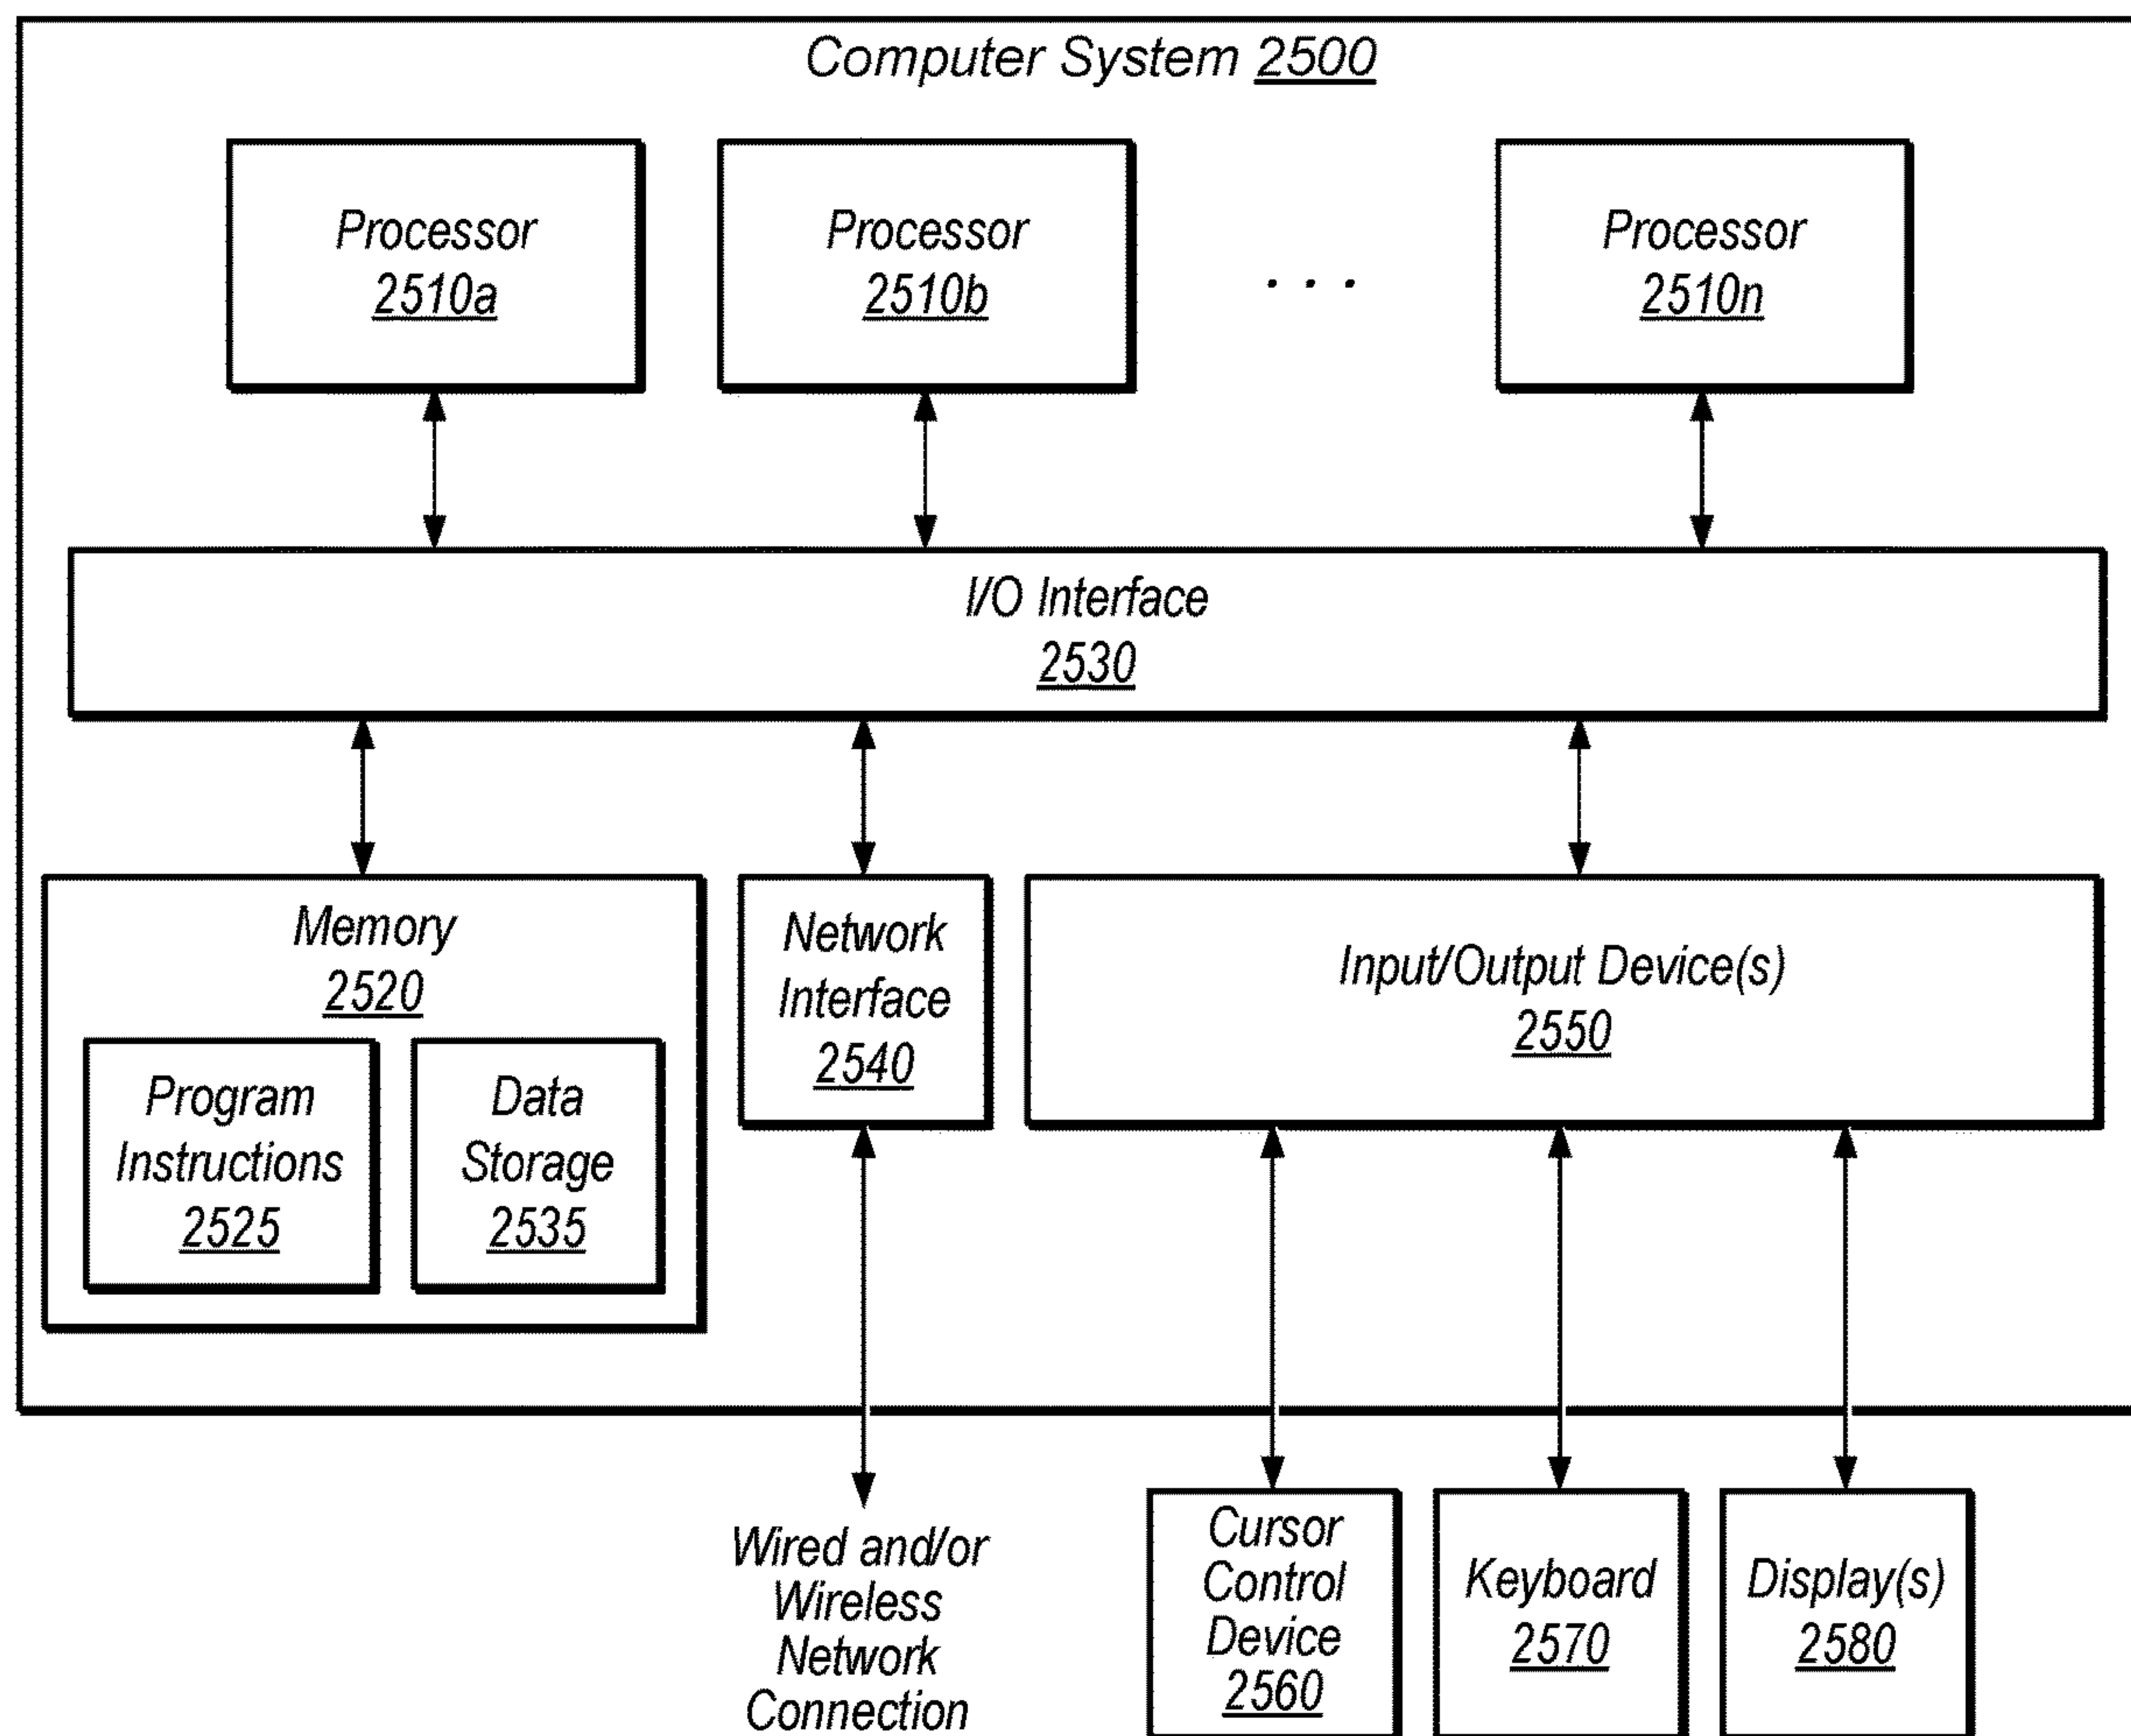 Computer System 2500
Processor
2510a
Processor
2510b
. . .
Processor
2510n
I/O Interface
2530
Memory
2520
Program
Instructions
2525
Data
Storage
2535
Network
Interface
2540
Input/Output Device(s)
2550
Wired and/or
Wireless
Network
Connection
Cursor
Control
Device
2560
Keyboard
2570
Display(s)
2580